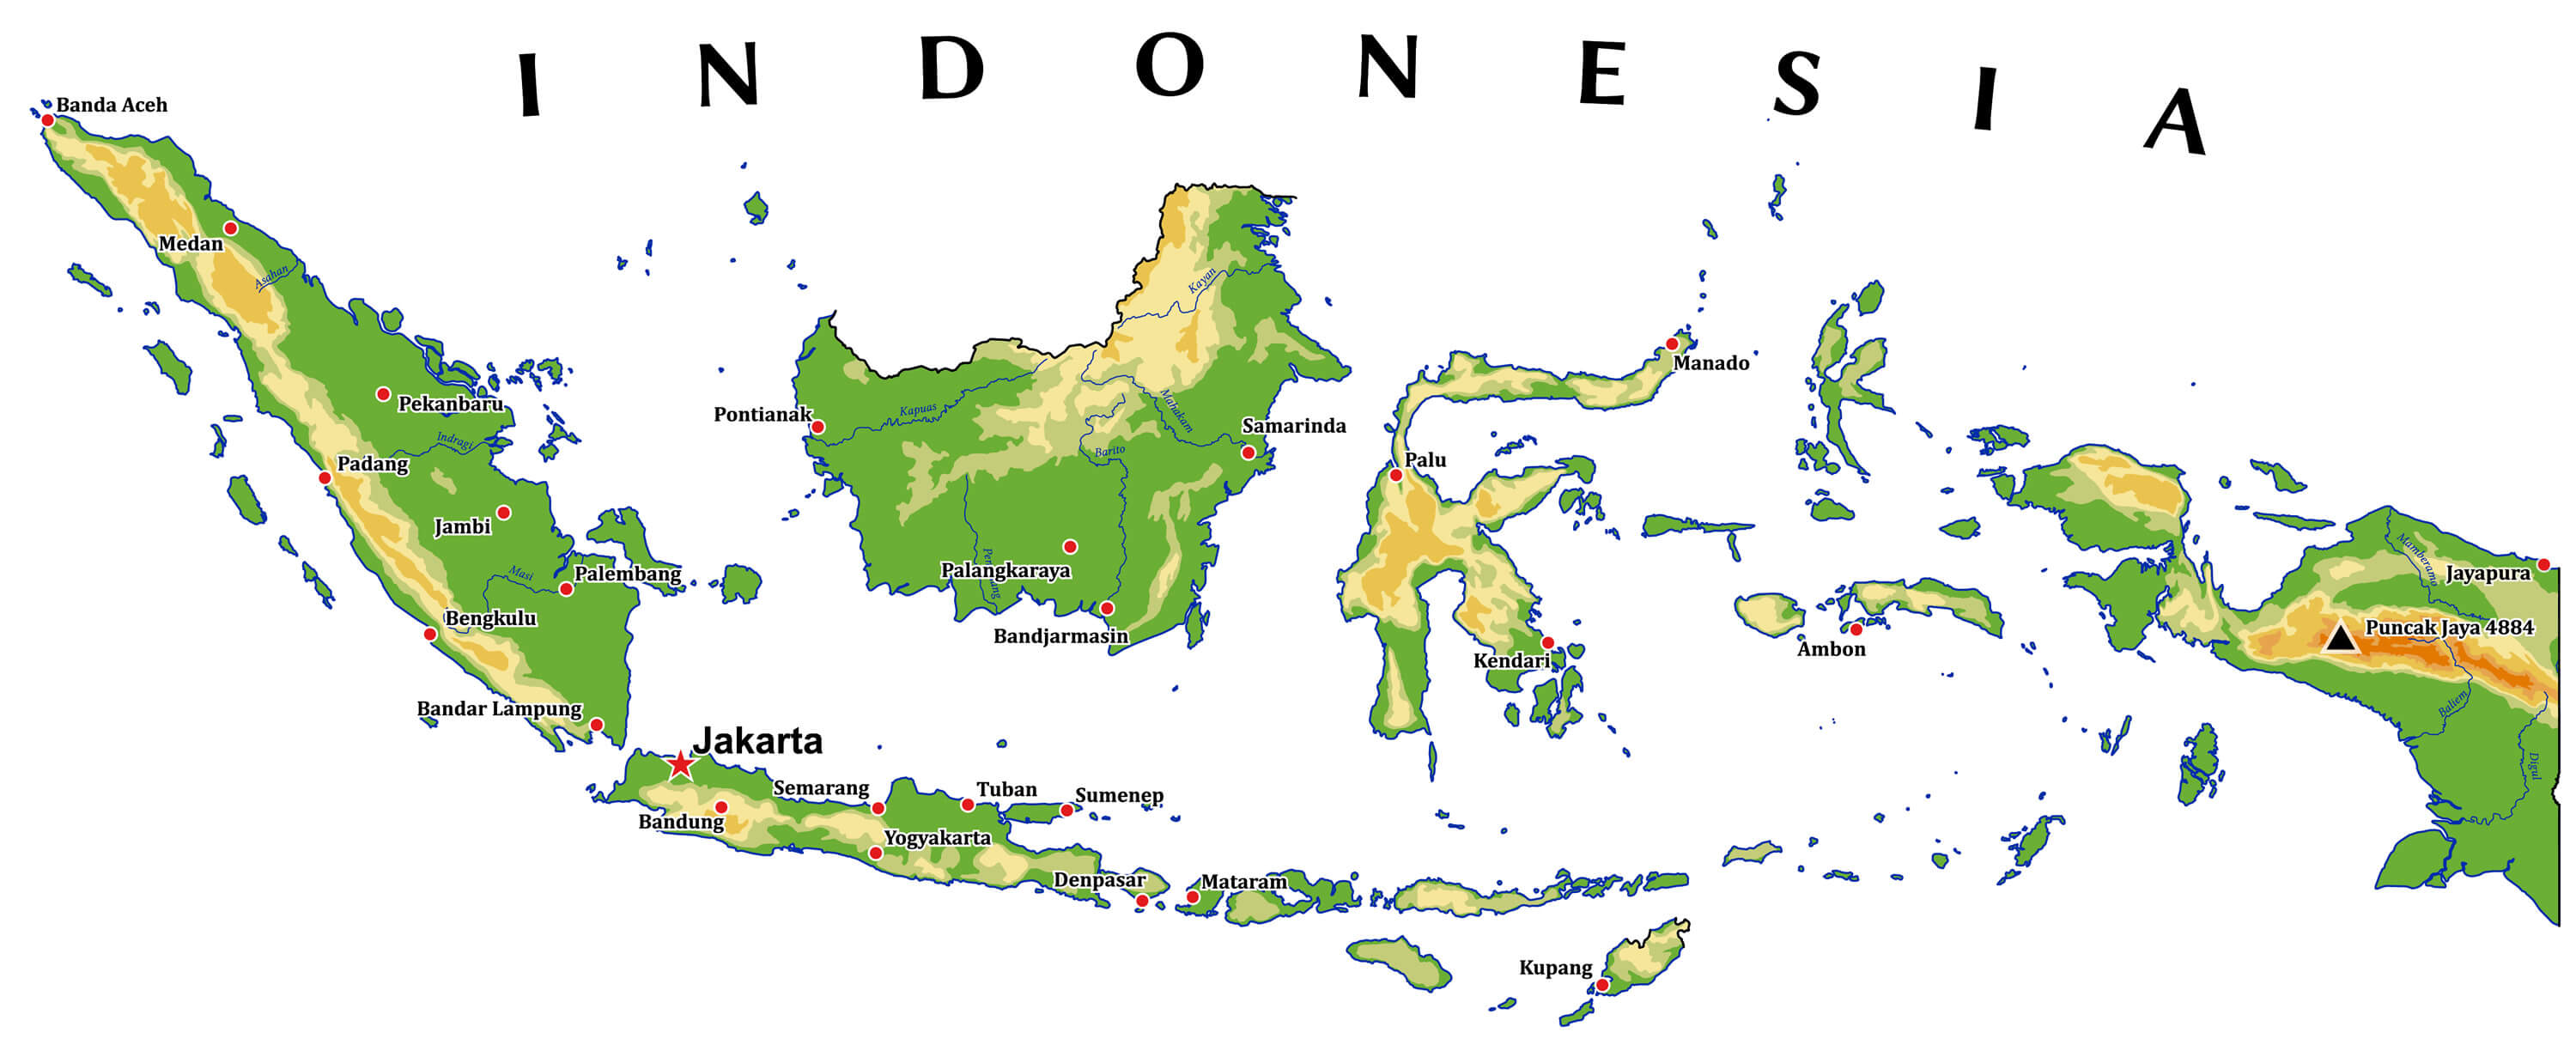 I N D O N E S I A
Banda Aceh
Medan
Asahan
Pekanbaru
Indragi
Padang
Jambi
Masi
Palembang
Bengkulu
Bandar Lampung
Pontianak
Kapuas
Kayan
Mahakam
Samarinda
Barito
Palangkaraya
Bandjarmasin
Manado
Palu
Kendari
Ambon
Mamberamo
Jayapura
Puncak Jaya 4884
Baliem
Digul
Jakarta
Semarang
Tuban
Sumenep
Bandung
Yogyakarta
Denpasar
Mataram
Kupang